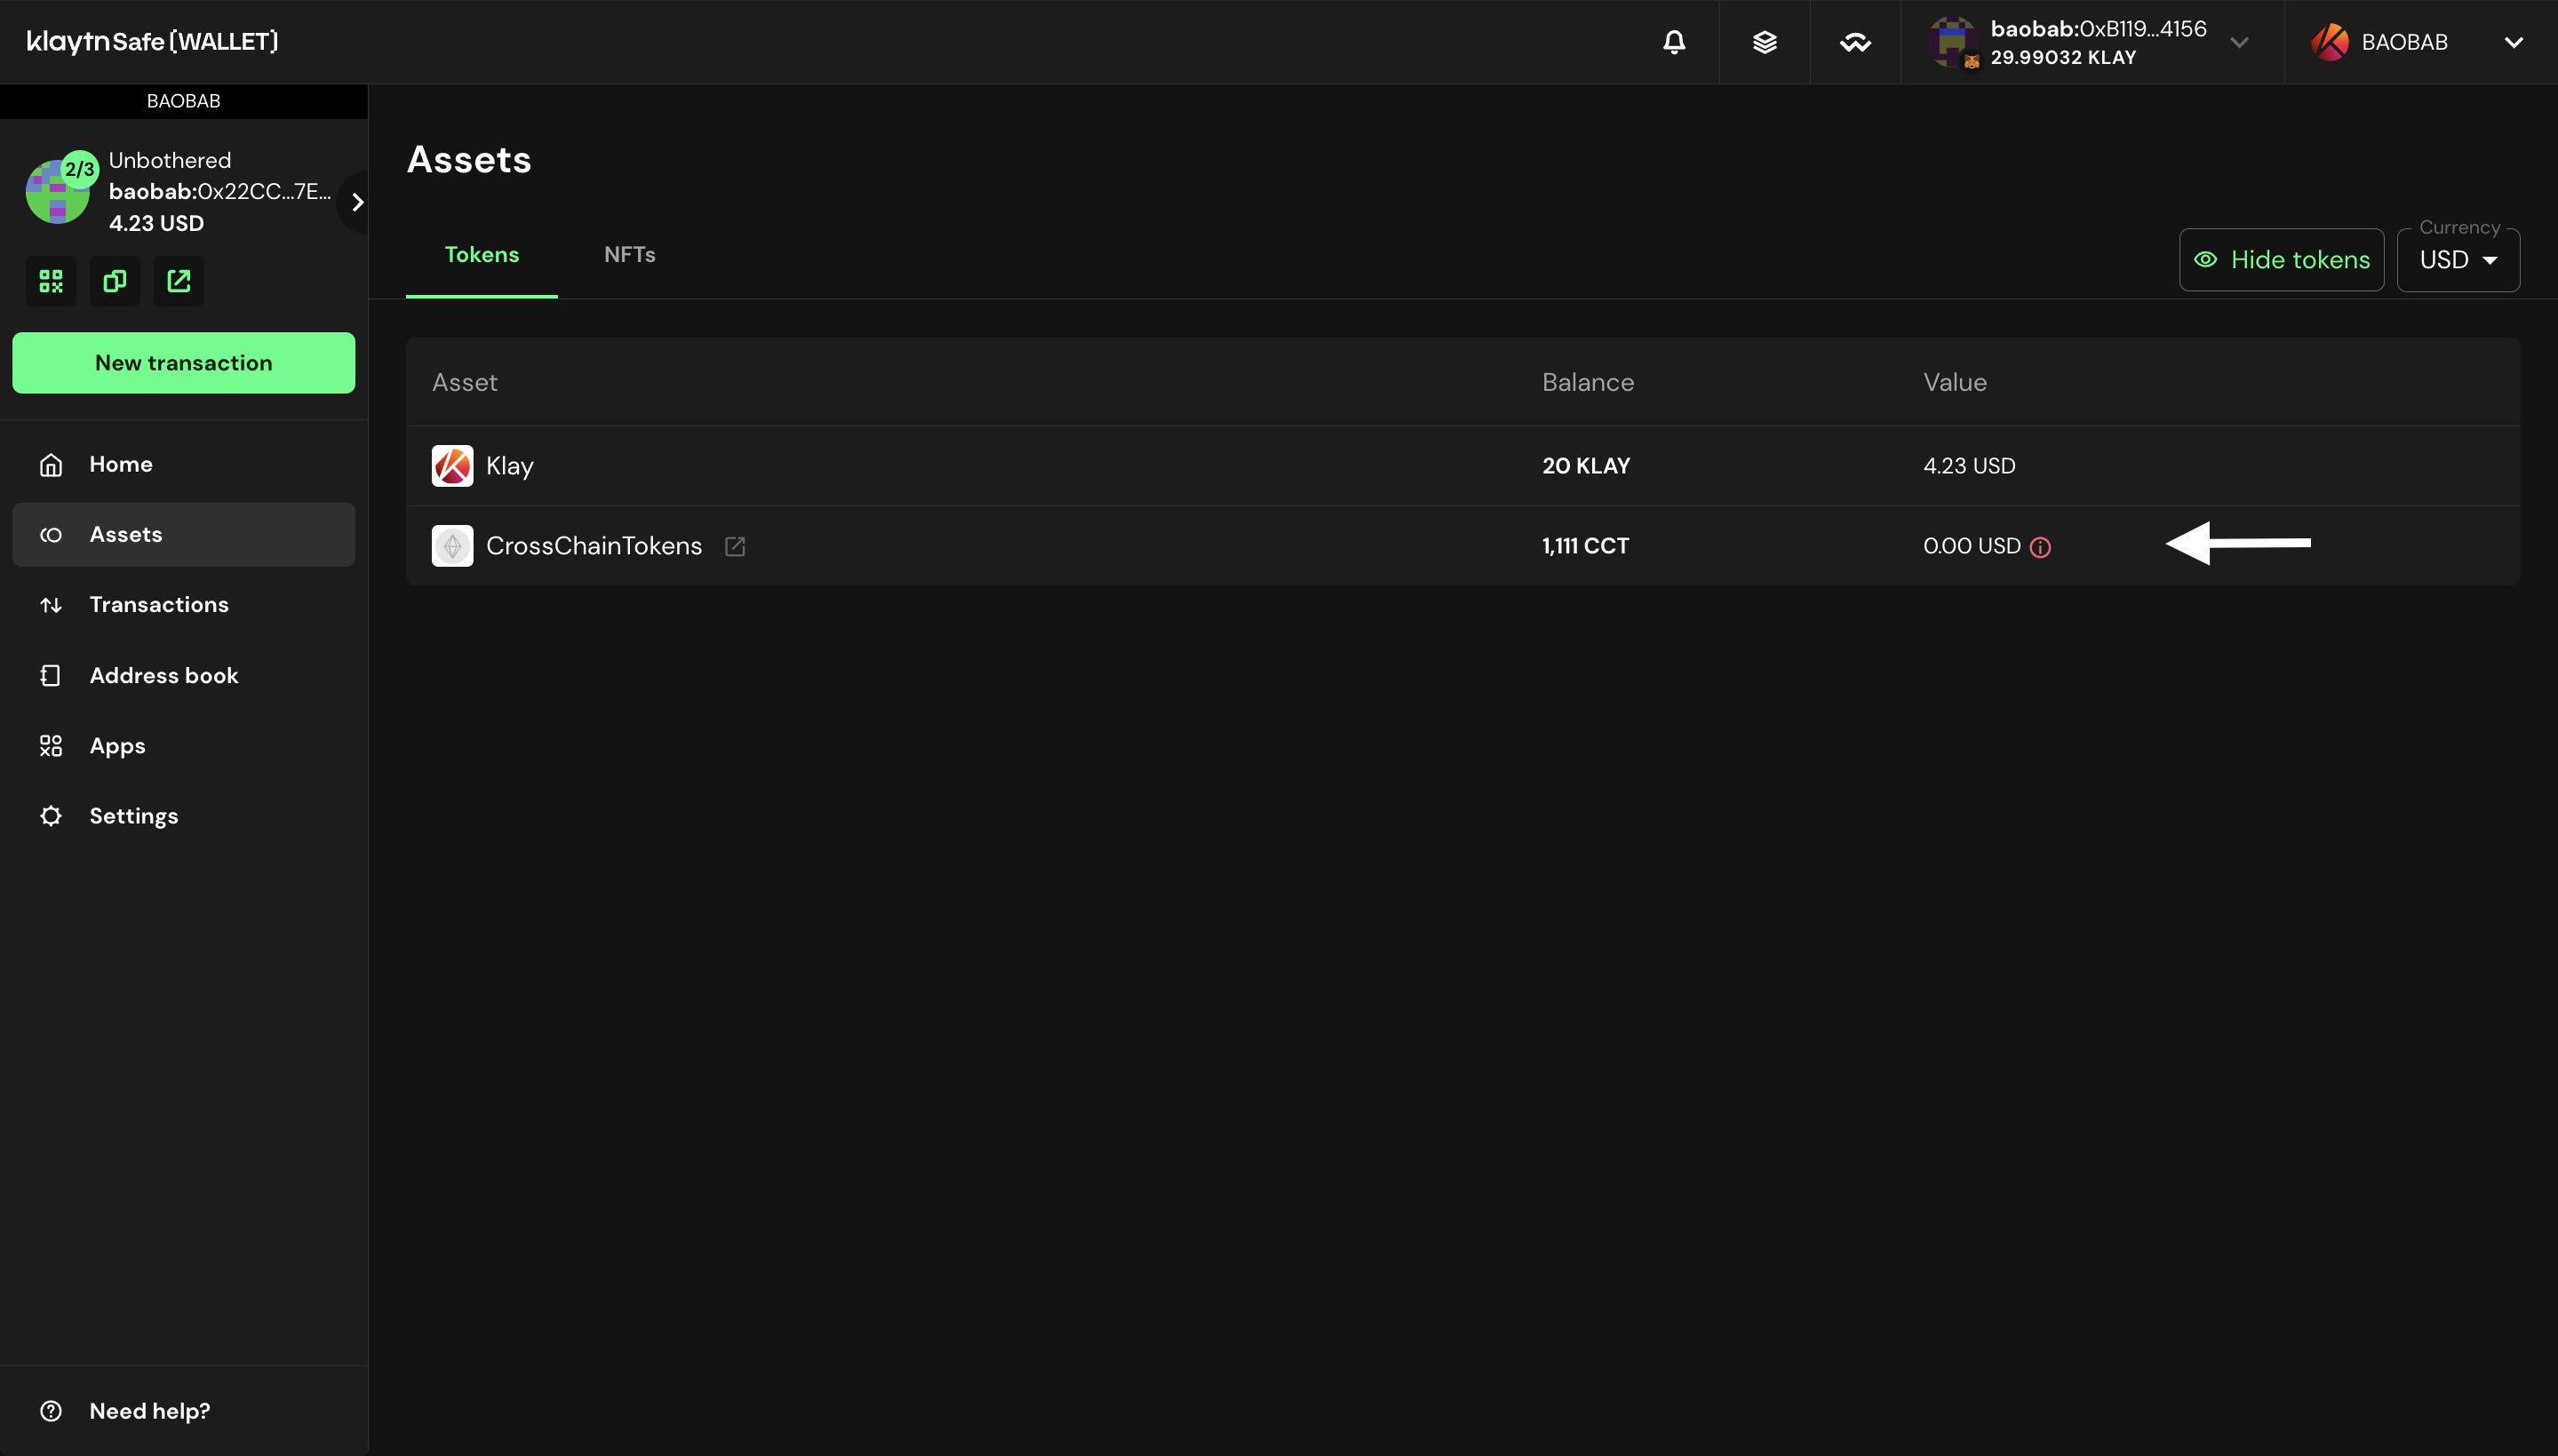 klaytn Safe {WALLET}
baobab:0xB119...4156
29.99032 KLAY
BAOBAB
BAOBAB
2/3
Unbothered
baobab:0x22CC...7E...
4.23 USD
New transaction
Home
Assets
Transactions
Address book
Apps
Settings
Need help?
Assets
Tokens
NFTs
Hide tokens
Currency
USD
Asset
Balance
Value
Klay
20 KLAY
4.23 USD
CrossChainTokens
1,111 CCT
0.00 USD